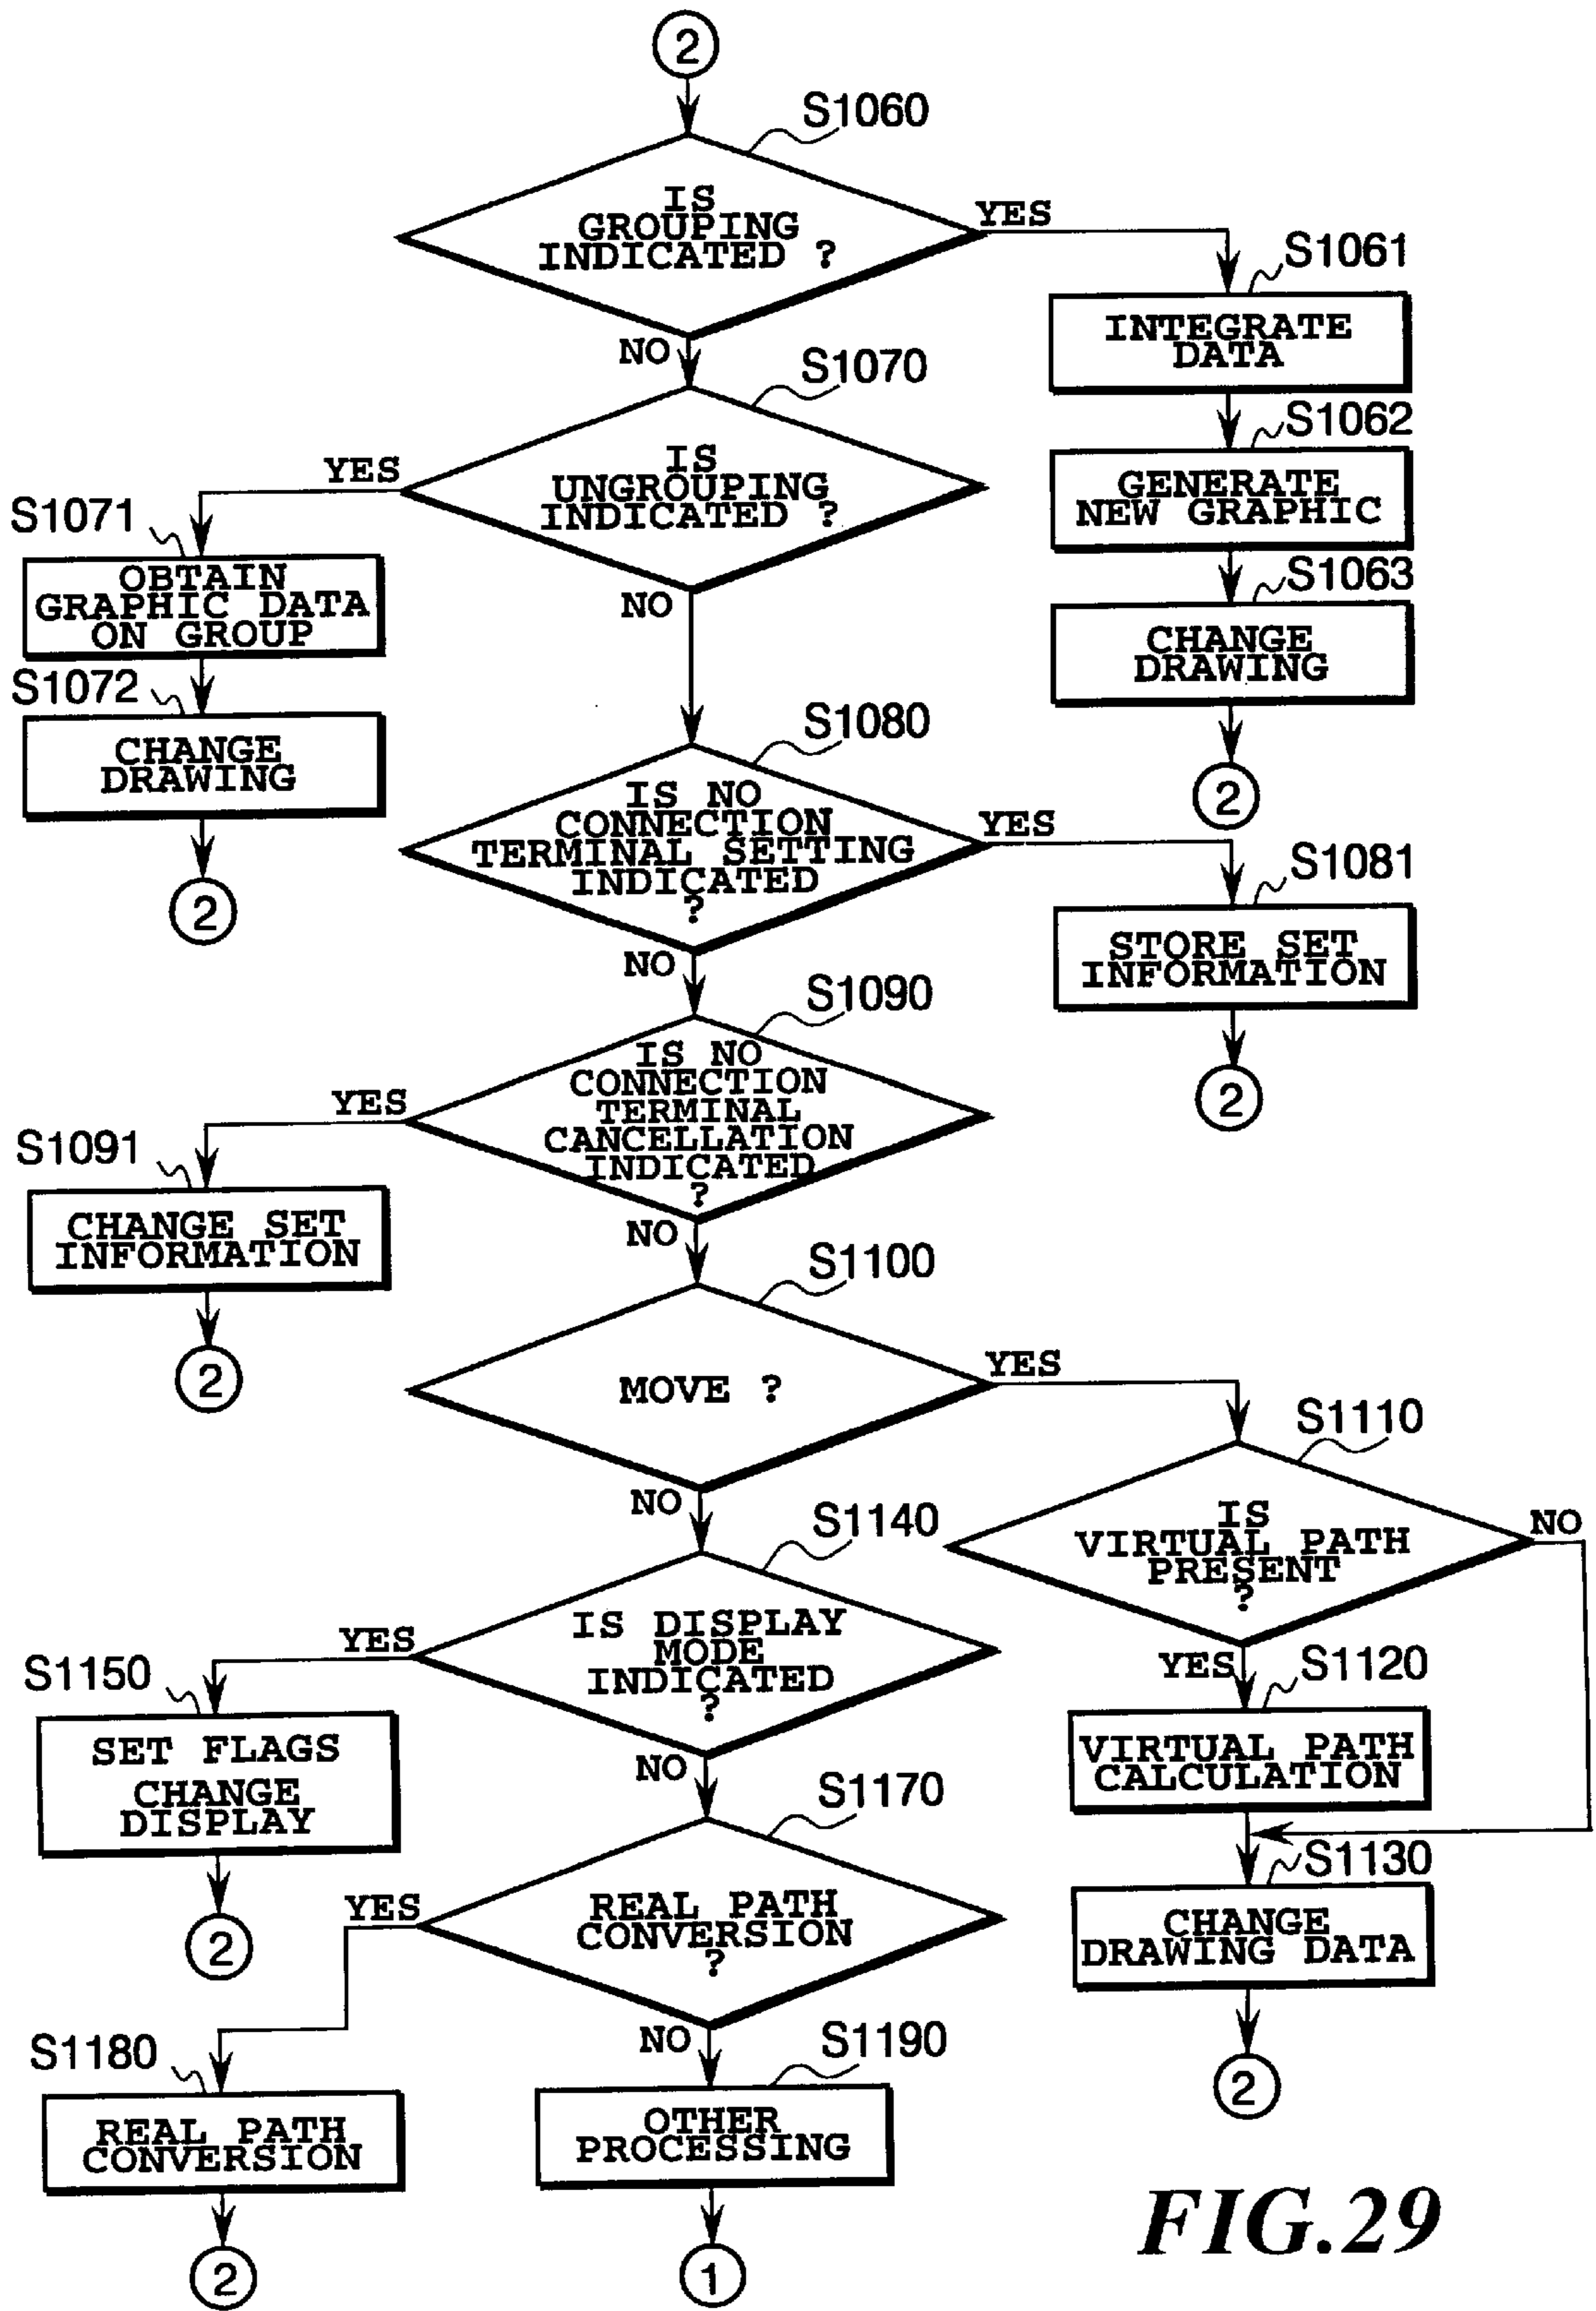 2
S1060
IS
GROUPING
INDICATED ?
YES
NO
S1061
INTEGRATE
DATA
S1062
GENERATE
NEW GRAPHIC
S1063
CHANGE
DRAWING
2
S1070
IS
UNGROUPING
INDICATED ?
YES
NO
S1071
OBTAIN
GRAPHIC DATA
ON GROUP
S1072
CHANGE
DRAWING
2
S1080
IS NO
CONNECTION
TERMINAL SETTING
INDICATED
?
YES
NO
S1081
STORE SET
INFORMATION
2
S1090
IS NO
CONNECTION
TERMINAL
CANCELLATION
INDICATED
?
YES
NO
S1091
CHANGE SET
INFORMATION
2
S1100
MOVE ?
YES
NO
S1110
IS
VIRTUAL PATH
PRESENT
?
NO
YES
S1120
VIRTUAL PATH
CALCULATION
S1130
CHANGE
DRAWING DATA
2
S1140
IS DISPLAY
MODE
INDICATED
?
YES
NO
S1150
SET FLAGS
CHANGE
DISPLAY
2
S1170
REAL PATH
CONVERSION
?
YES
NO
S1180
REAL PATH
CONVERSION
2
S1190
OTHER
PROCESSING
1
FIG.29